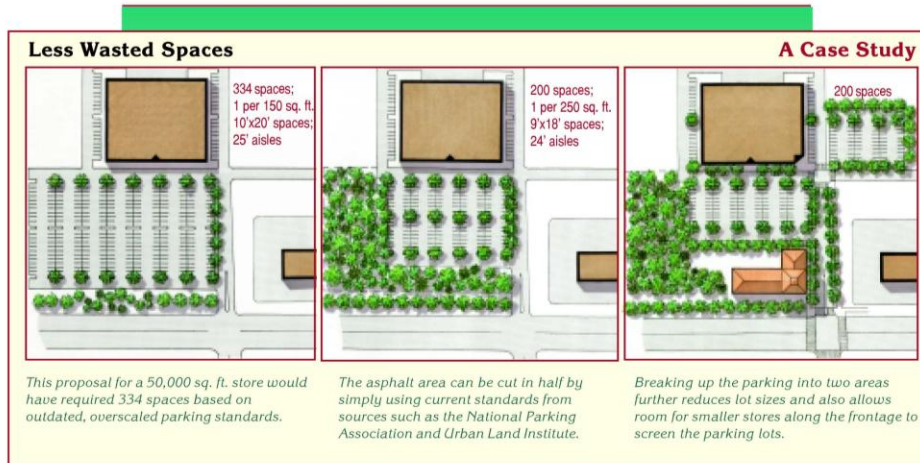 Less Wasted Spaces
A Case Study
334 spaces;
1 per 150 sq. ft.
10'x20' spaces;
25' aisles
200 spaces;
1 per 250 sq. ft.
9'x18' spaces;
24' aisles
200 spaces
This proposal for a 50,000 sq. ft. store would
have required 334 spaces based on
outdated, overscaled parking standards.
The asphalt area can be cut in half by
simply using current standards from
sources such as the National Parking
Association and Urban Land Institute.
Breaking up the parking into two areas
further reduces lot sizes and also allows
room for smaller stores along the frontage to
screen the parking lots.